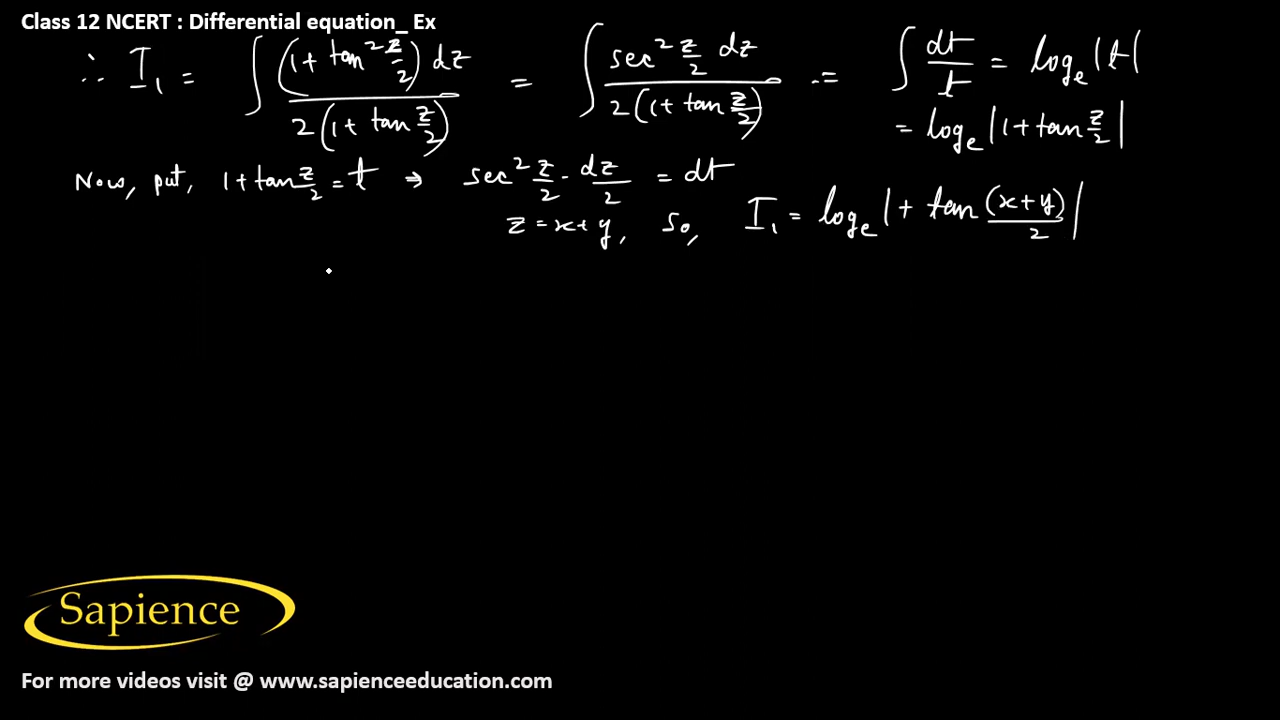 Class 12 NCERT : Differential equation_ Ex
∴ I₁ = ∫ (1 + tan² z/2) dz / 2(1 + tan z/2) = ∫ sec² z/2 dz / 2(1 + tan z/2) = ∫ dt/t = logₑ |t|
= logₑ |1 + tan z/2|
Now, put, 1 + tan z/2 = t → sec² z/2 · dz/2 = dt
z = x + y, So, I₁ = logₑ |1 + tan (x + y)/2|
Sapience
For more videos visit @ www.sapienceeducation.com